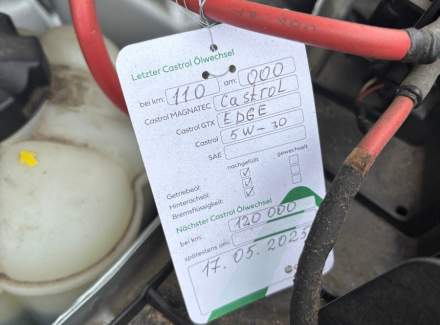 Letzter Castrol Ölwechsel
bei km: 110 am: 000
Castrol MAGNATEC Castrol
Castrol GTX EDGE
Castrol 5W-30
SAE
nachgefüllt gewechselt
Getriebeöl:
Hinterachsöl:
Bremsflüssigkeit:
Nächster Castrol Ölwechsel
bei km: 120 000
spätestens am:
17.05.2025